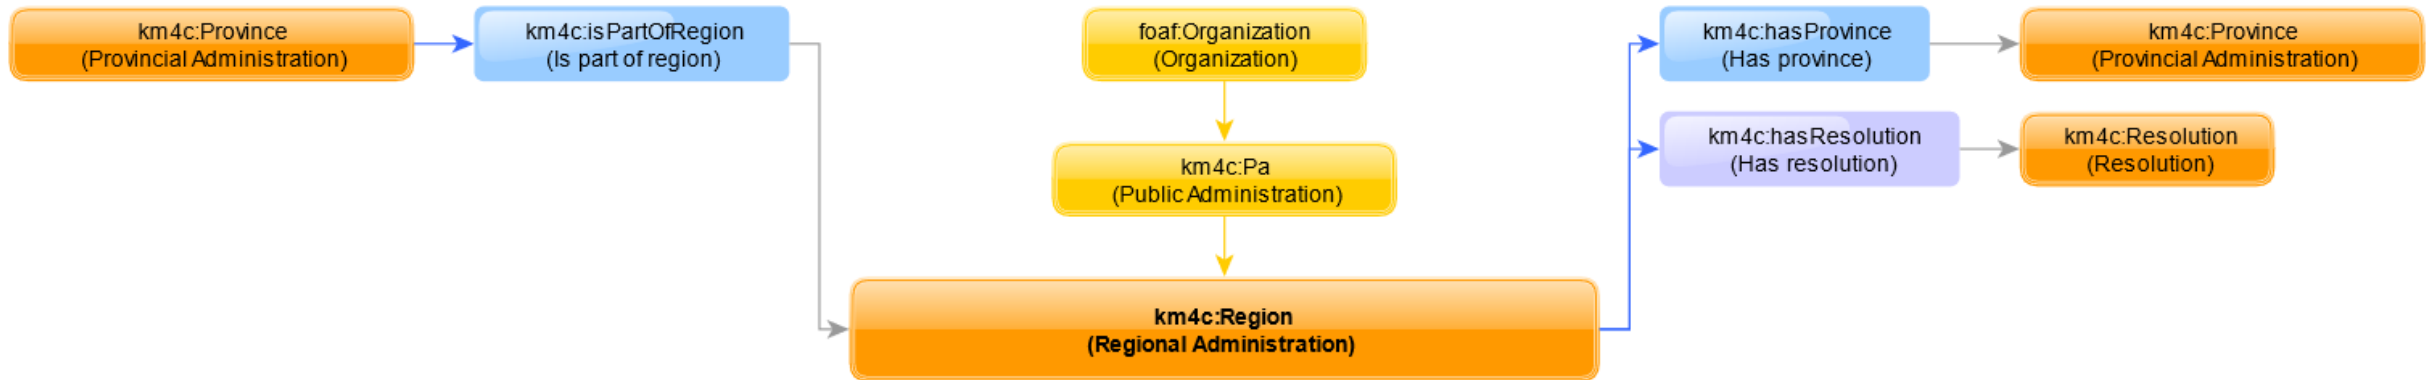 km4c:Province
(Provincial Administration)
km4c:isPartOfRegion
(Is part of region)
foaf:Organization
(Organization)
km4c:hasProvince
(Has province)
km4c:Province
(Provincial Administration)
km4c:Pa
(Public Administration)
km4c:hasResolution
(Has resolution)
km4c:Resolution
(Resolution)
km4c:Region
(Regional Administration)